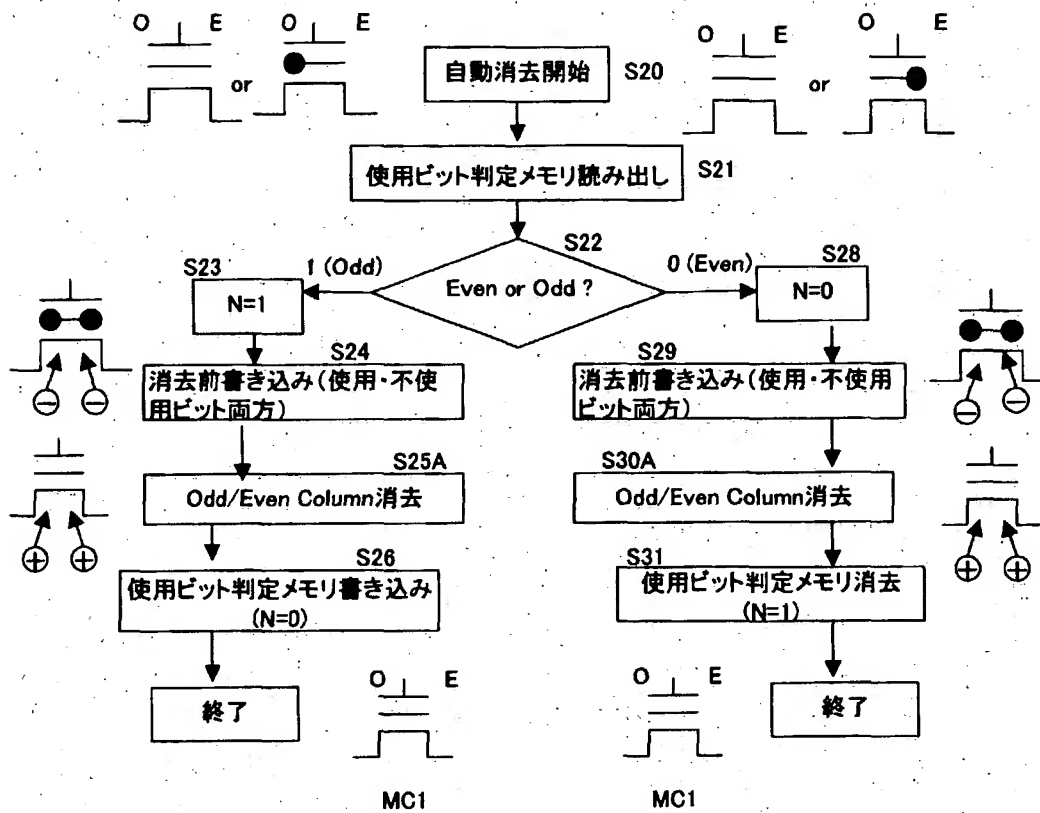 O E O E
or
自動消去開始 S20
O E O E
or
使用ビット判定メモリ読み出し S21
S22
Even or Odd ?
1 (Odd)
0 (Even)
S23
N=1
S28
N=0
S24
消去前書き込み(使用・不使
用ビット両方)
S29
消去前書き込み(使用・不使用
ビット両方)
⊖ ⊖
⊖ ⊖
S25A
Odd/Even Column消去
S30A
Odd/Even Column消去
⊕ ⊕
⊕ ⊕
S26
使用ビット判定メモリ書き込み
(N=0)
S31
使用ビット判定メモリ消去
(N=1)
終了
O E
MC1
O E
MC1
終了